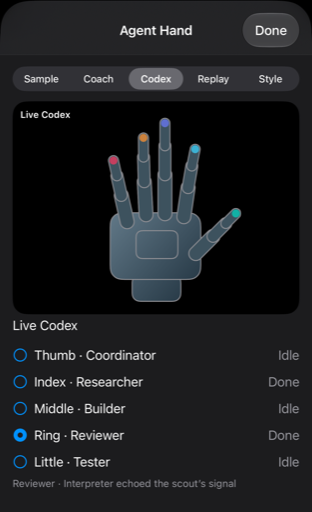 Agent Hand
Done
Sample Coach Codex Replay Style
Live Codex
Live Codex
Thumb · Coordinator Idle
Index · Researcher Done
Middle · Builder Idle
Ring · Reviewer Done
Little · Tester Idle
Reviewer · Interpreter echoed the scout's signal